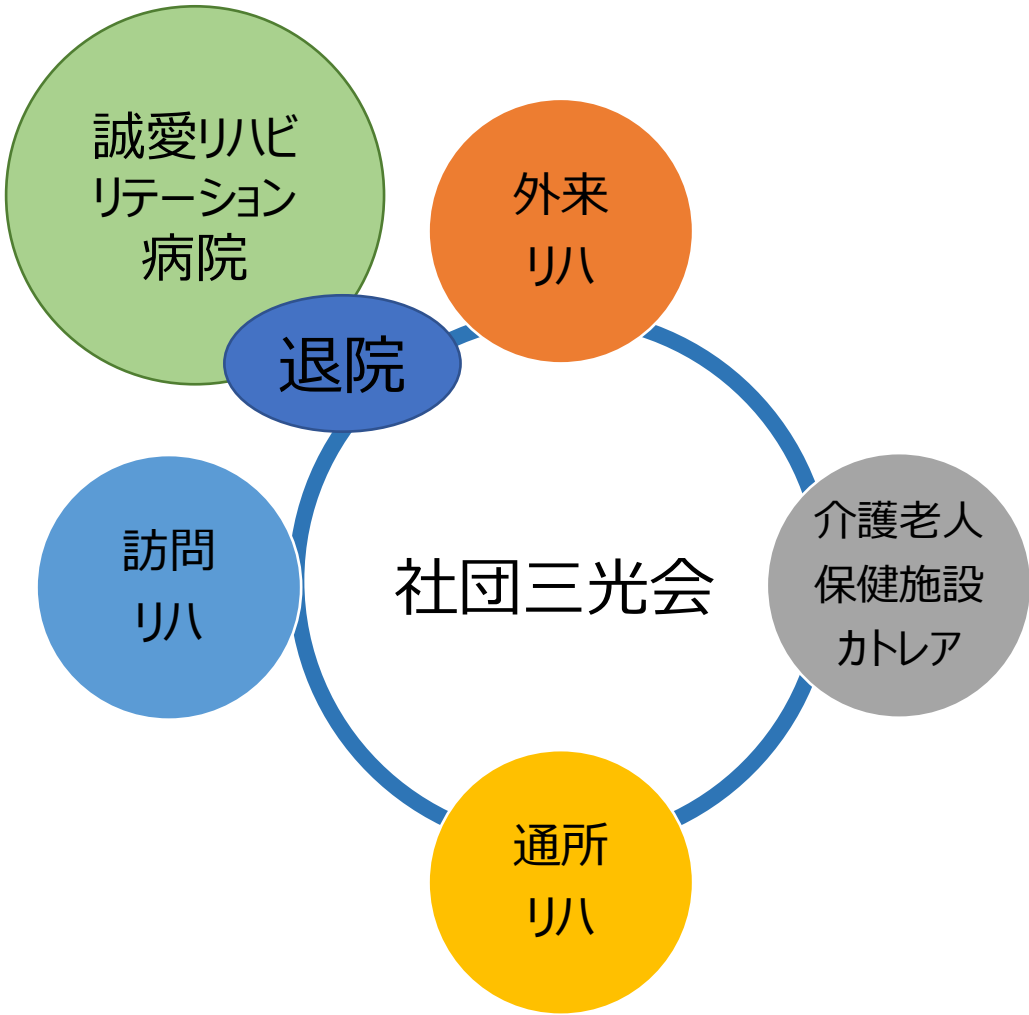 誠愛リハビ
リテーション
病院
外来
リハ
退院
訪問
リハ
社団三光会
介護老人
保健施設
カトレア
通所
リハ